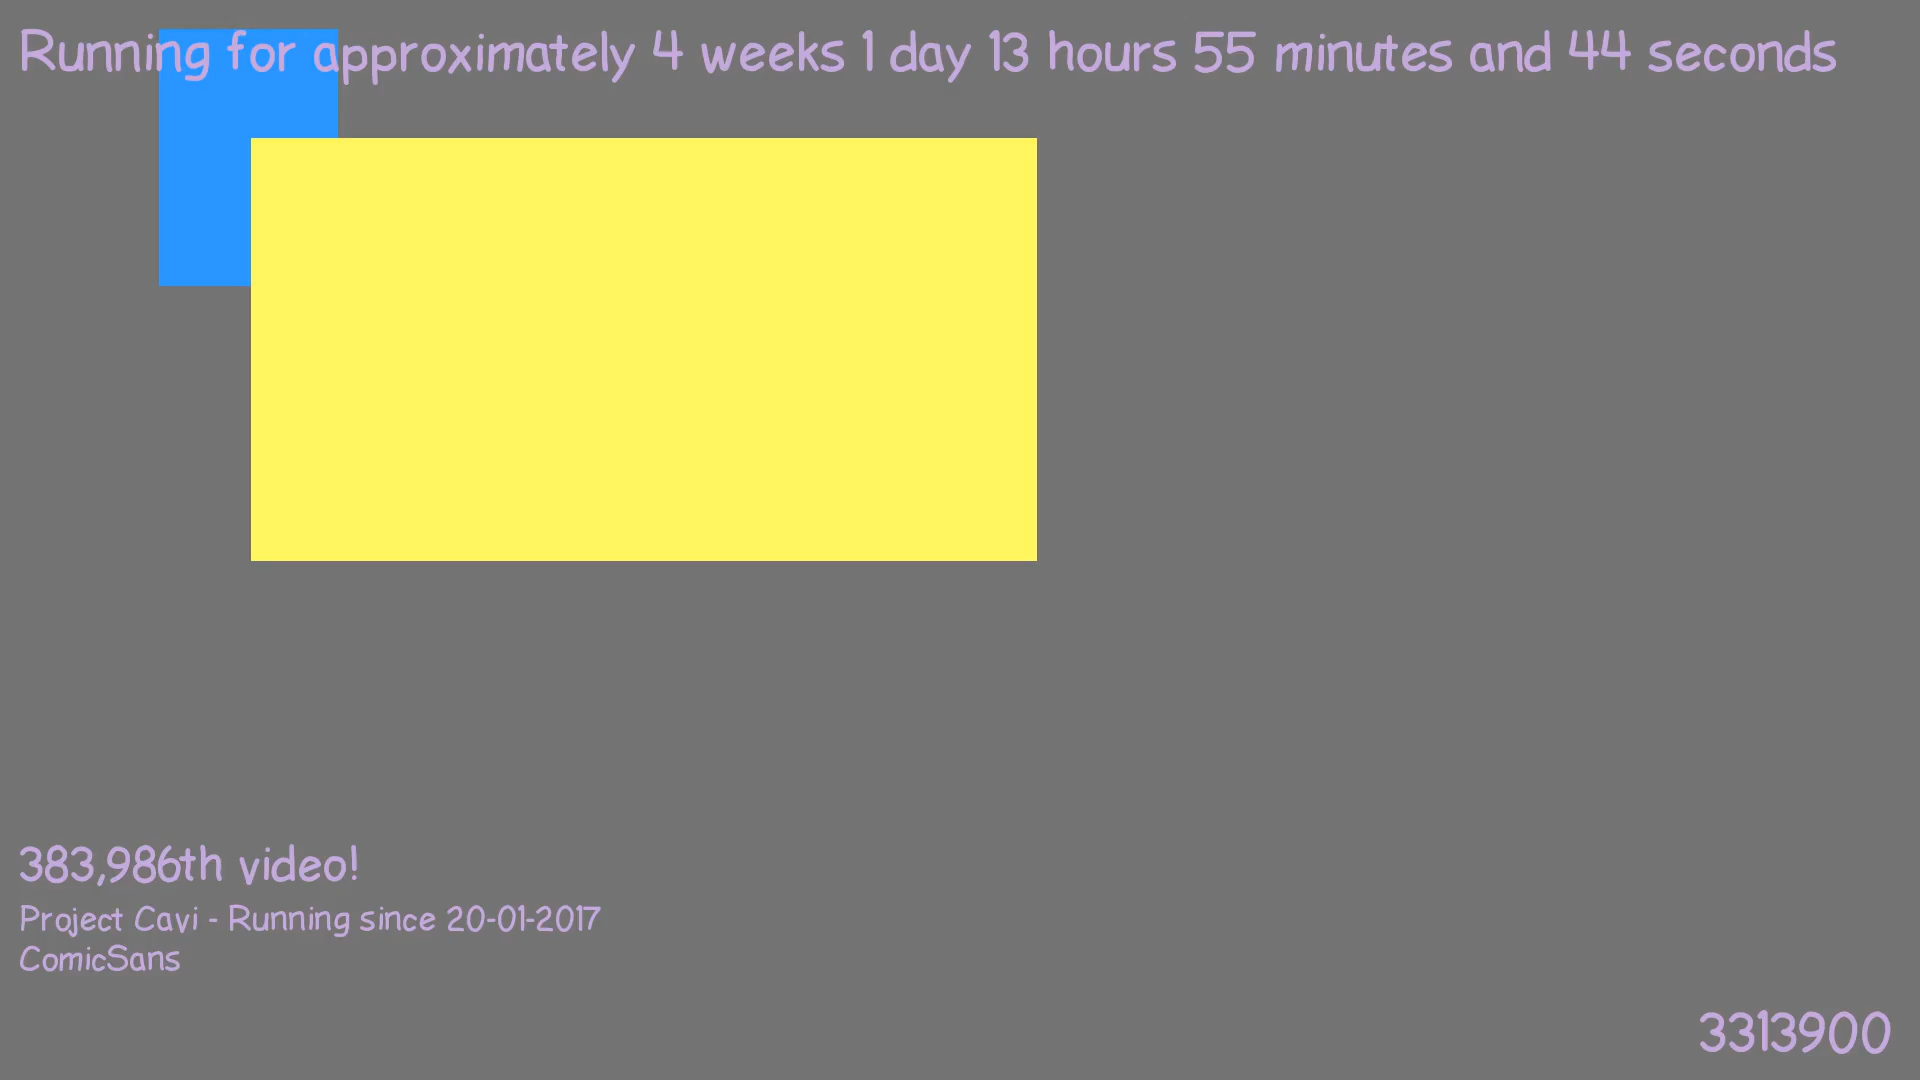 Running for approximately 4 weeks 1 day 13 hours 55 minutes and 44 seconds
383,986th video!
Project Cavi - Running since 20-01-2017
ComicSans
3313900